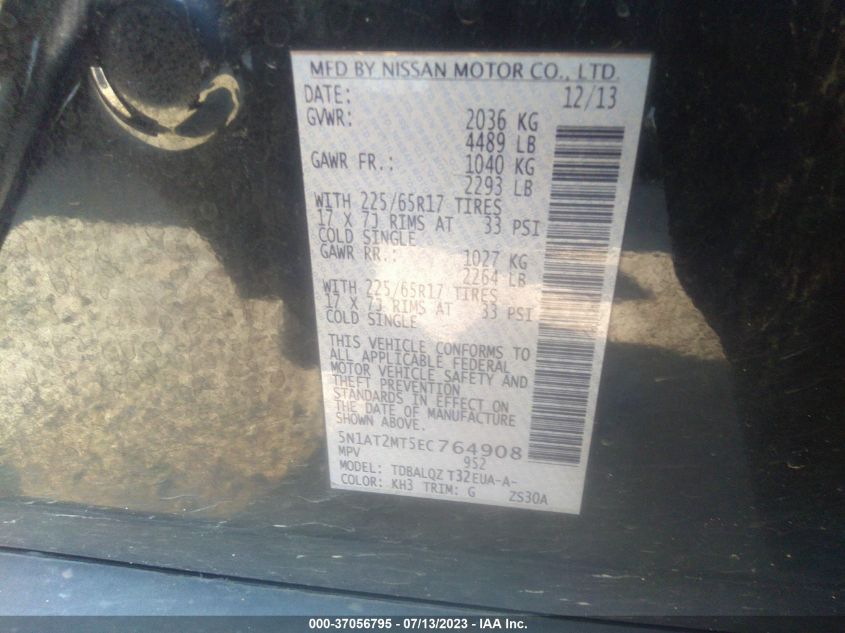 MFD BY NISSAN MOTOR CO., LTD.
DATE: 12/13
GVWR: 2036 KG
4489 LB
GAWR FR.: 1040 KG
2293 LB
WITH 225/65R17 TIRES
17 X 7J RIMS AT 33 PSI
COLD SINGLE
GAWR RR.: 1027 KG
2264 LB
WITH 225/65R17 TIRES
17 X 7J RIMS AT 33 PSI
COLD SINGLE
THIS VEHICLE CONFORMS TO
ALL APPLICABLE FEDERAL
MOTOR VEHICLE SAFETY AND
THEFT PREVENTION
STANDARDS IN EFFECT ON
THE DATE OF MANUFACTURE
SHOWN ABOVE.
5N1AT2MT5EC764908
MPV 952
MODEL: TDBALQZ T32EUA-A-
COLOR: KH3 TRIM: G ZS30A
000-37056795 - 07/13/2023 - IAA Inc.